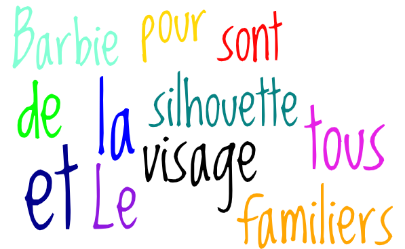 Barbie pour sont
de la silhouette tous
et Le visage familiers